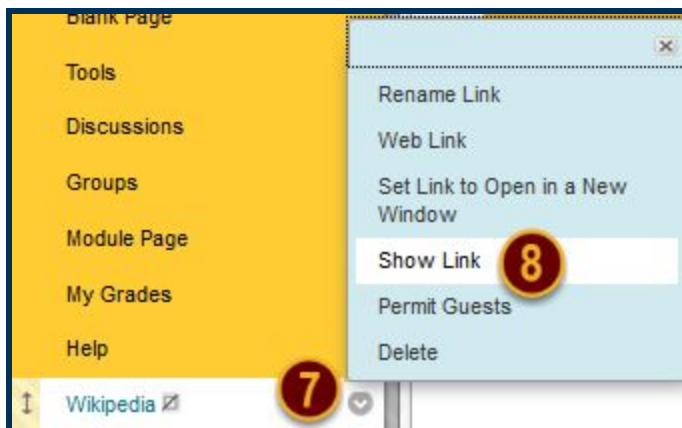 Blank Page
Tools
Discussions
Groups
Module Page
My Grades
Help
Wikipedia
7
Rename Link
Web Link
Set Link to Open in a New
Window
Show Link
8
Permit Guests
Delete